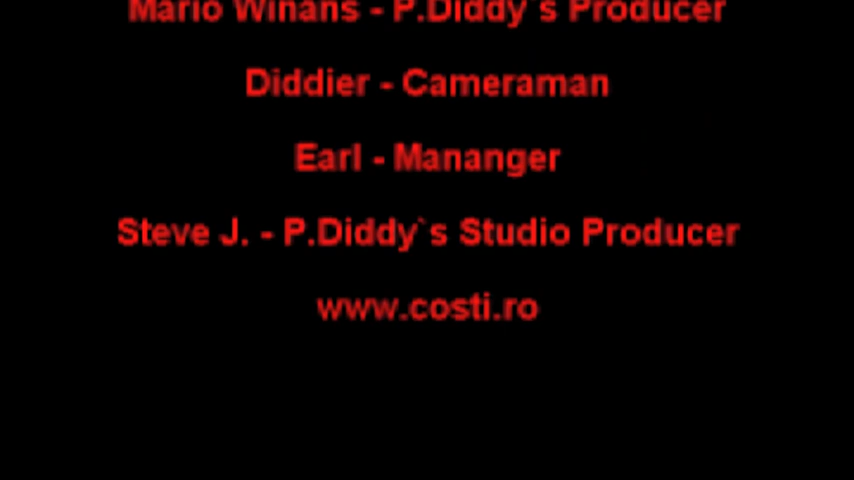 Mario Winans - P.Diddy`s Producer
Diddier - Cameraman
Earl - Mananger
Steve J. - P.Diddy`s Studio Producer
www.costi.ro